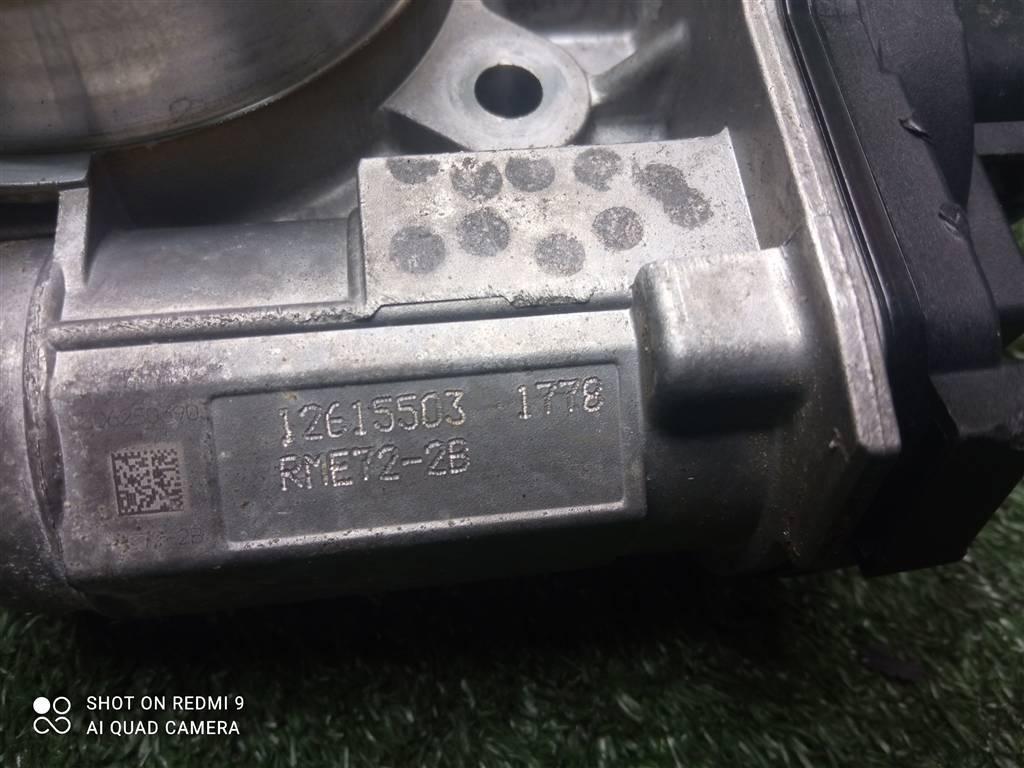 12615503 1778
RME72-2B
SHOT ON REDMI 9
AI QUAD CAMERA